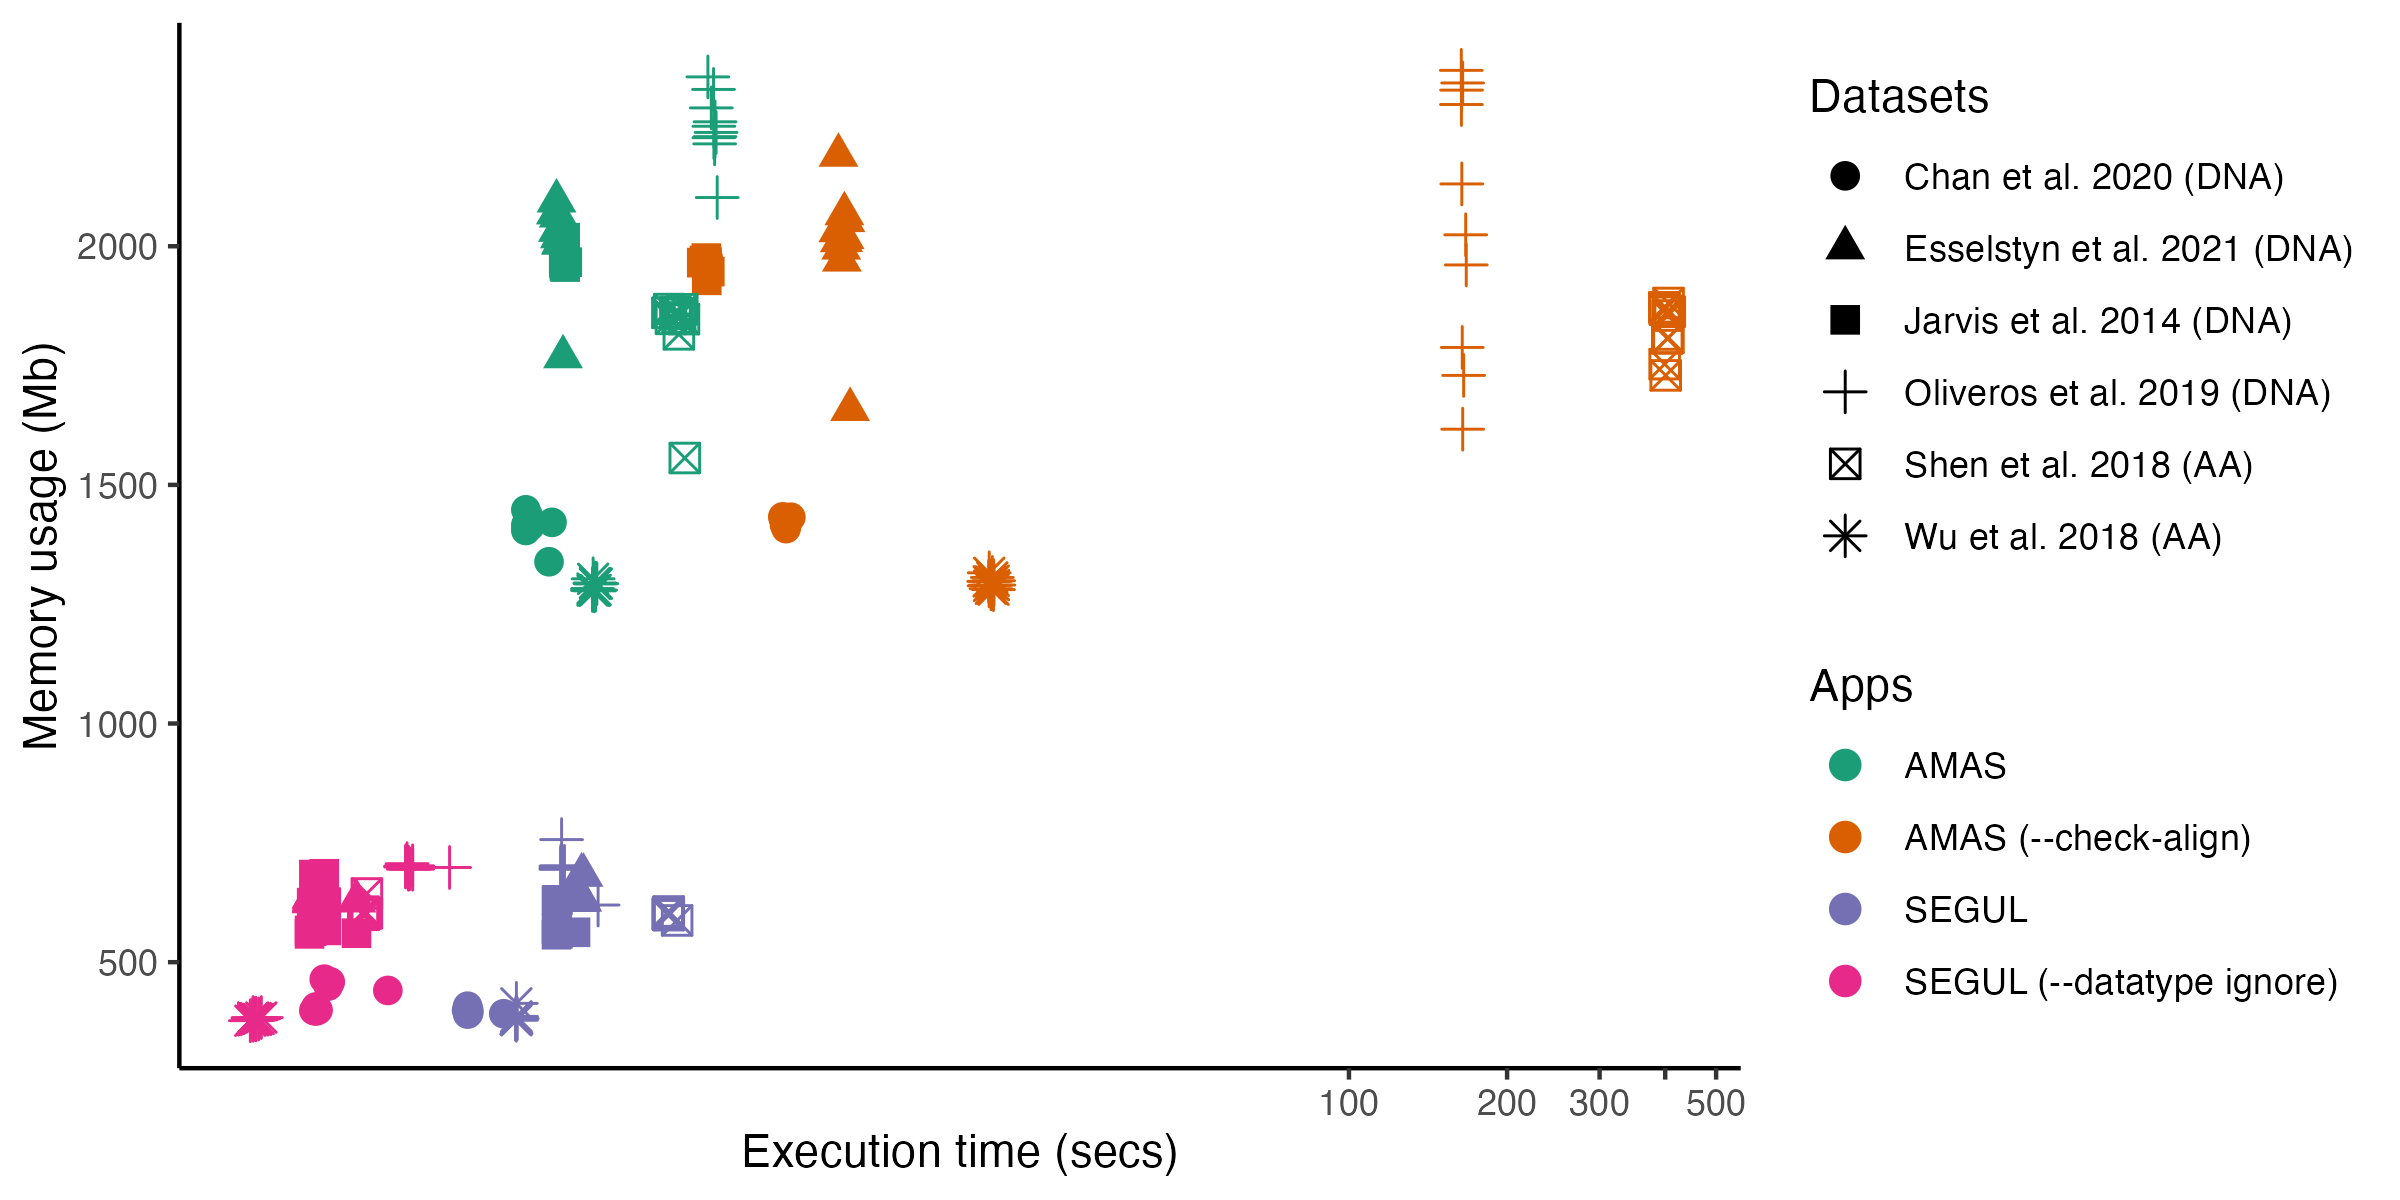 Memory usage (Mb)
2000
1500
1000
500
100 200 300 500
Execution time (secs)
Datasets
Chan et al. 2020 (DNA)
Esselstyn et al. 2021 (DNA)
Jarvis et al. 2014 (DNA)
Oliveros et al. 2019 (DNA)
Shen et al. 2018 (AA)
Wu et al. 2018 (AA)
Apps
AMAS
AMAS (--check-align)
SEGUL
SEGUL (--datatype ignore)